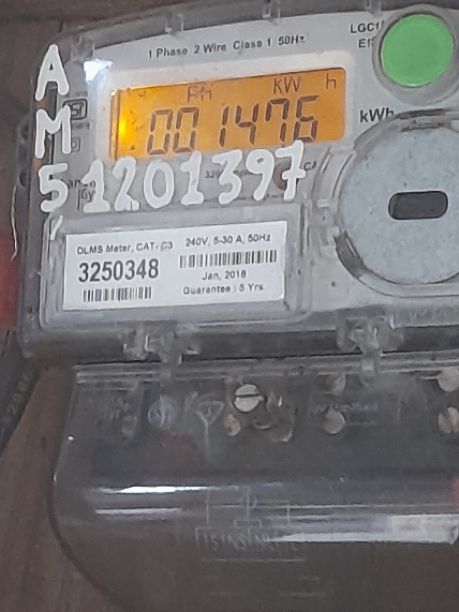 1 Phase 2 Wire Class 1 50Hz
kW h
001476
kWh
A
M
51201397
DLMS Meter, CAT- C3
240V, 5-30 A, 50Hz
3250348
Jan, 2018
Guarantee : 5 Yrs.